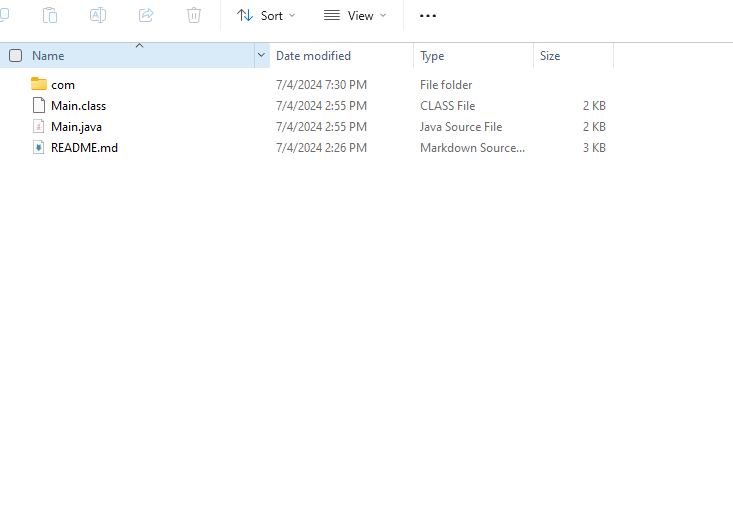 Sort View
Name Date modified Type Size
com 7/4/2024 7:30 PM File folder
Main.class 7/4/2024 2:55 PM CLASS File 2 KB
Main.java 7/4/2024 2:55 PM Java Source File 2 KB
README.md 7/4/2024 2:26 PM Markdown Source... 3 KB